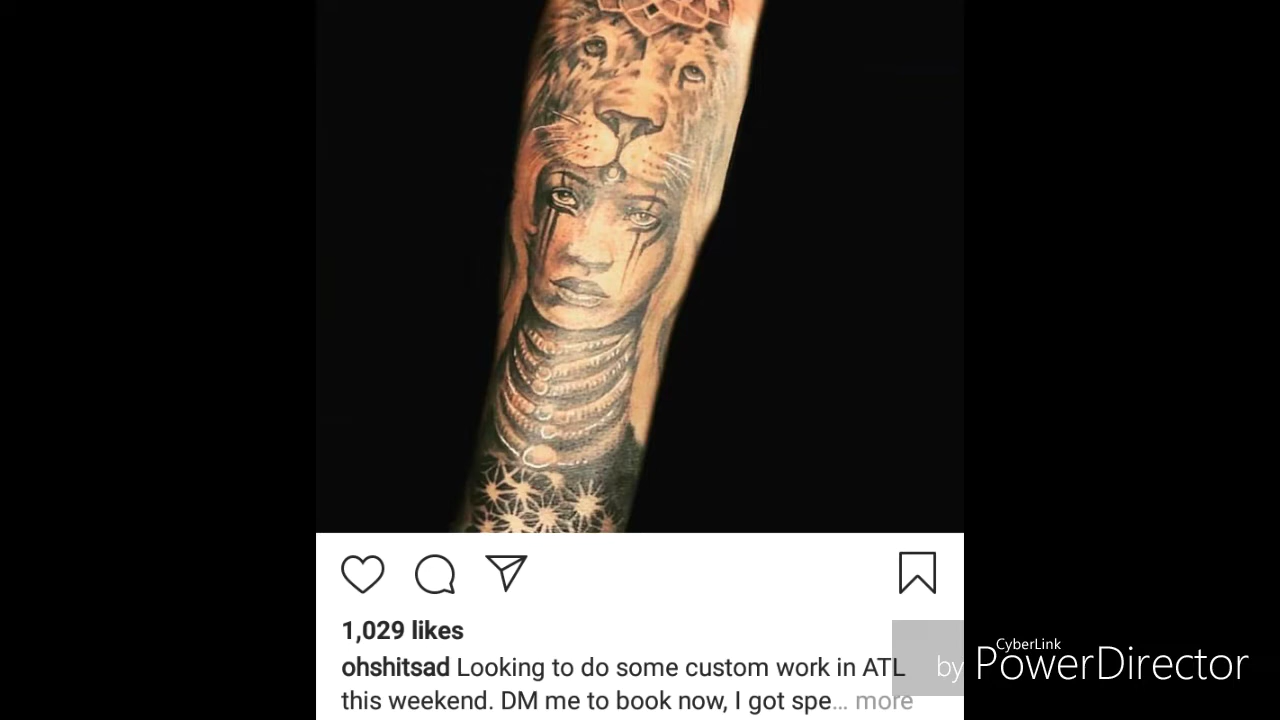 1,029 likes
ohshitsad Looking to do some custom work in ATL
this weekend. DM me to book now, I got spe... more
CyberLink
by PowerDirector